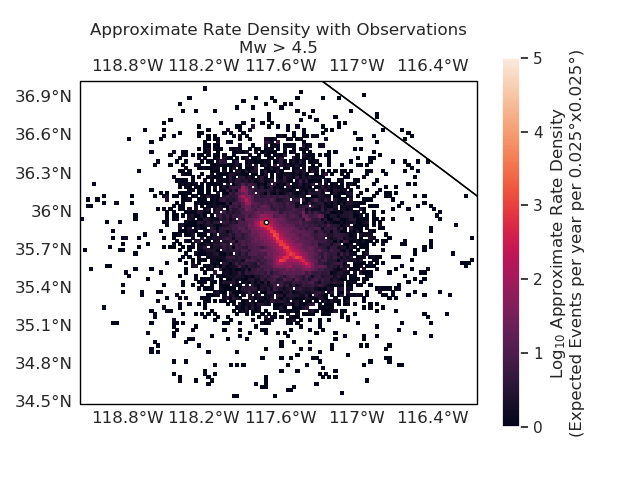 Approximate Rate Density with Observations
Mw > 4.5
118.8°W 118.2°W 117.6°W 117°W 116.4°W
36.9°N
36.6°N
36.3°N
36°N
35.7°N
35.4°N
35.1°N
34.8°N
34.5°N
118.8°W 118.2°W 117.6°W 117°W 116.4°W
5
4
3
2
1
0
Log₁₀ Approximate Rate Density
(Expected Events per year per 0.025°x0.025°)